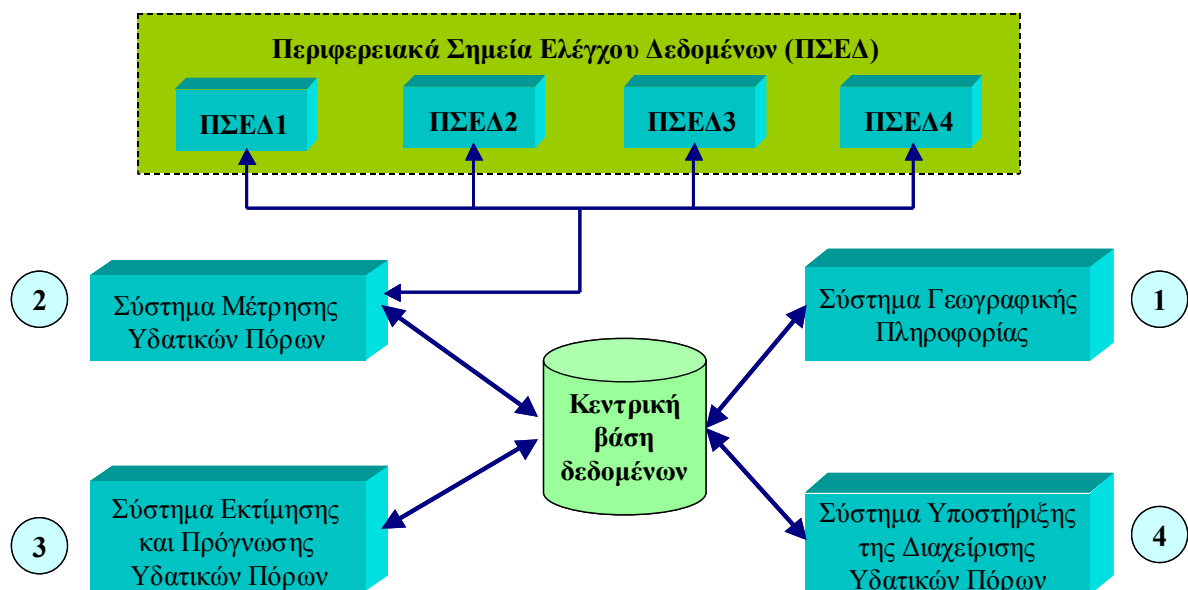 Περιφερειακά Σημεία Ελέγχου Δεδομένων (ΠΣΕΔ)
ΠΣΕΔ1
ΠΣΕΔ2
ΠΣΕΔ3
ΠΣΕΔ4
2
Σύστημα Μέτρησης
Υδατικών Πόρων
Σύστημα Γεωγραφικής
Πληροφορίας
1
Κεντρική
βάση
δεδομένων
3
Σύστημα Εκτίμησης
και Πρόγνωσης
Υδατικών Πόρων
Σύστημα Υποστήριξης
της Διαχείρισης
Υδατικών Πόρων
4